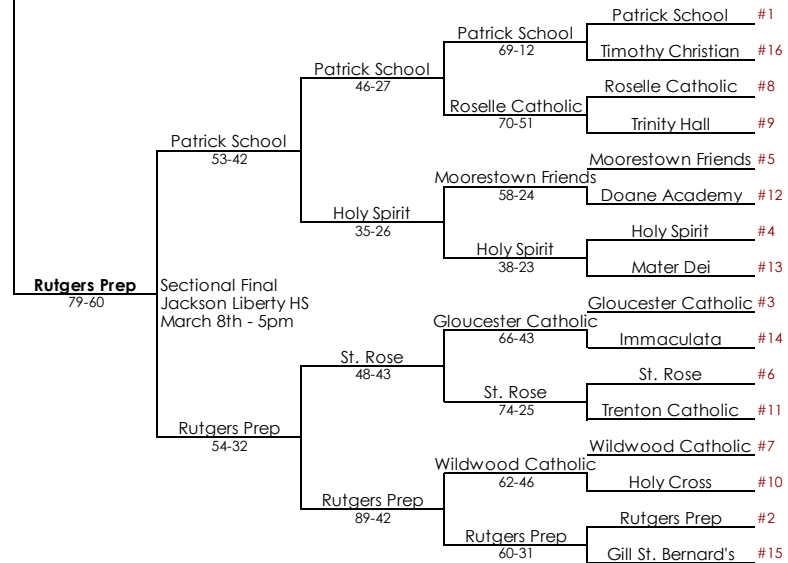 Patrick School #1
Patrick School
69-12
Timothy Christian #16
Patrick School
46-27
Roselle Catholic #8
Roselle Catholic
70-51
Trinity Hall #9
Patrick School
53-42
Moorestown Friends #5
Moorestown Friends
58-24
Doane Academy #12
Holy Spirit
35-26
Holy Spirit #4
Holy Spirit
38-23
Mater Dei #13
Rutgers Prep
79-60
Sectional Final
Jackson Liberty HS
March 8th - 5pm
Gloucester Catholic #3
Gloucester Catholic
66-43
Immaculata #14
St. Rose
48-43
St. Rose #6
St. Rose
74-25
Trenton Catholic #11
Rutgers Prep
54-32
Wildwood Catholic #7
Wildwood Catholic
62-46
Holy Cross #10
Rutgers Prep
89-42
Rutgers Prep #2
Rutgers Prep
60-31
Gill St. Bernard's #15